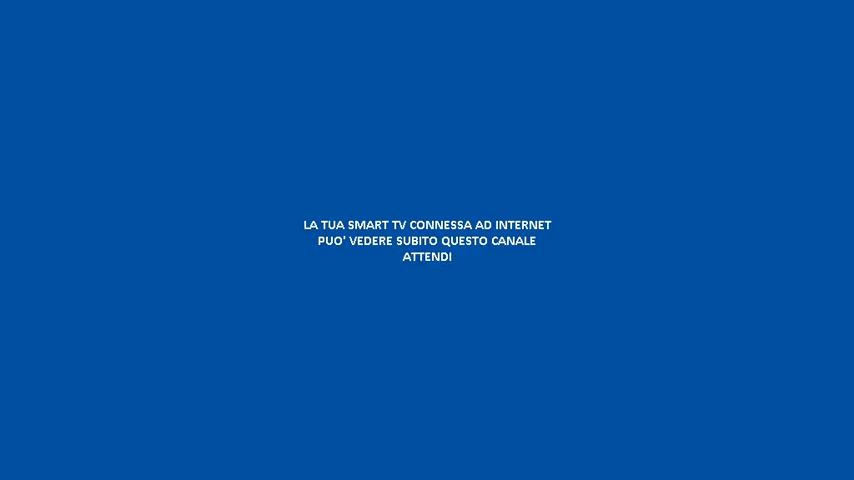 LA TUA SMART TV CONNESSA AD INTERNET
PUO' VEDERE SUBITO QUESTO CANALE
ATTENDI